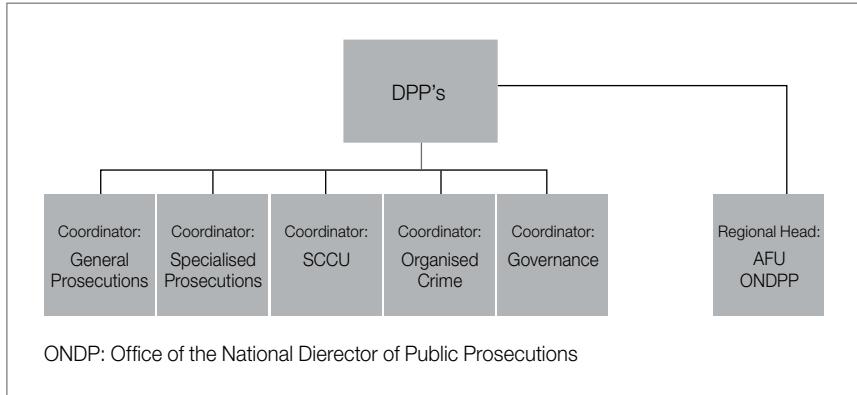 DPP's
Coordinator:
General
Prosecutions
Coordinator:
Specialised
Prosecutions
Coordinator:
SCCU
Coordinator:
Organised
Crime
Coordinator:
Governance
Regional Head:
AFU
ONDPP
ONDP: Office of the National Dierector of Public Prosecutions